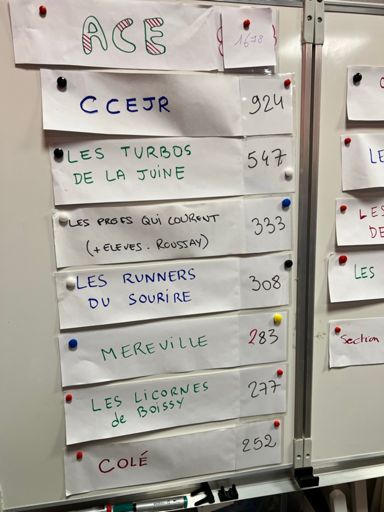 ACE 1678
CCEJR 924
LES TURBOS
DE LA JUINE 547
LES PROFS QUI COURENT
(+ ELEVES. ROUSSAY) 333
LES RUNNERS
DU SOURIRE 308
MEREVILLE 283
LES LICORNES
de BOISSY 277
COLÉ 252
LE
LES
DE
LES
Section